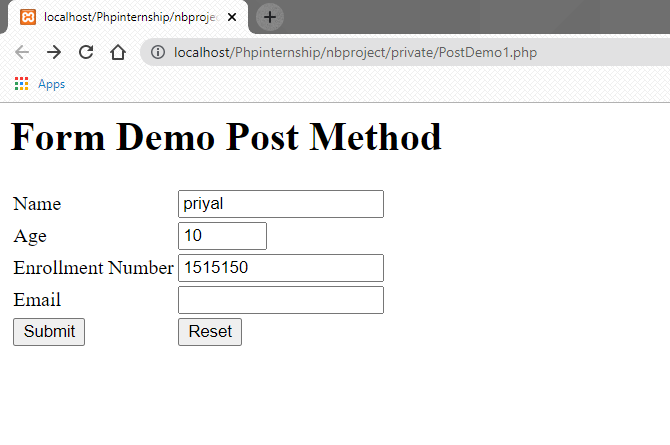 localhost/Phpinternship/nbproje
localhost/Phpinternship/nbproject/private/PostDemo1.php
Apps
Form Demo Post Method
Name priyal
Age 10
Enrollment Number 1515150
Email
Submit Reset